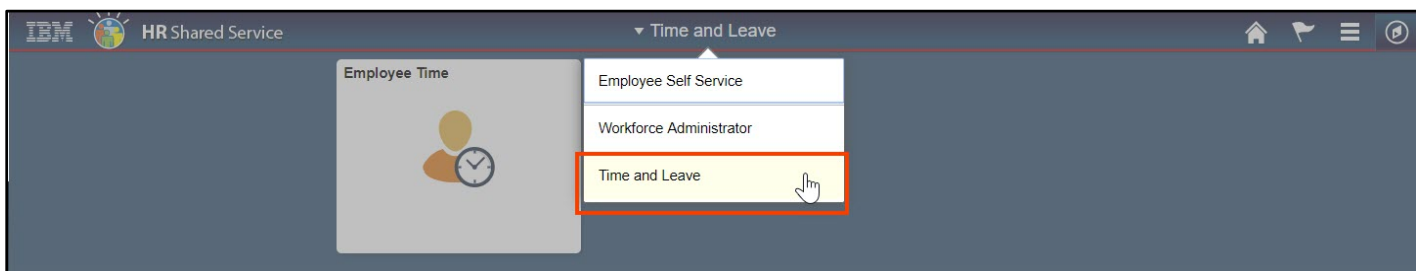 IBM HR Shared Service ▾ Time and Leave
Employee Time
Employee Self Service
Workforce Administrator
Time and Leave